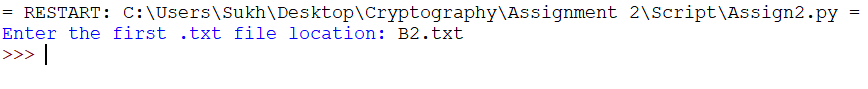 = RESTART: C:\Users\Sukh\Desktop\Cryptography\Assignment 2\Script\Assign2.py =
Enter the first .txt file location: B2.txt
>>>